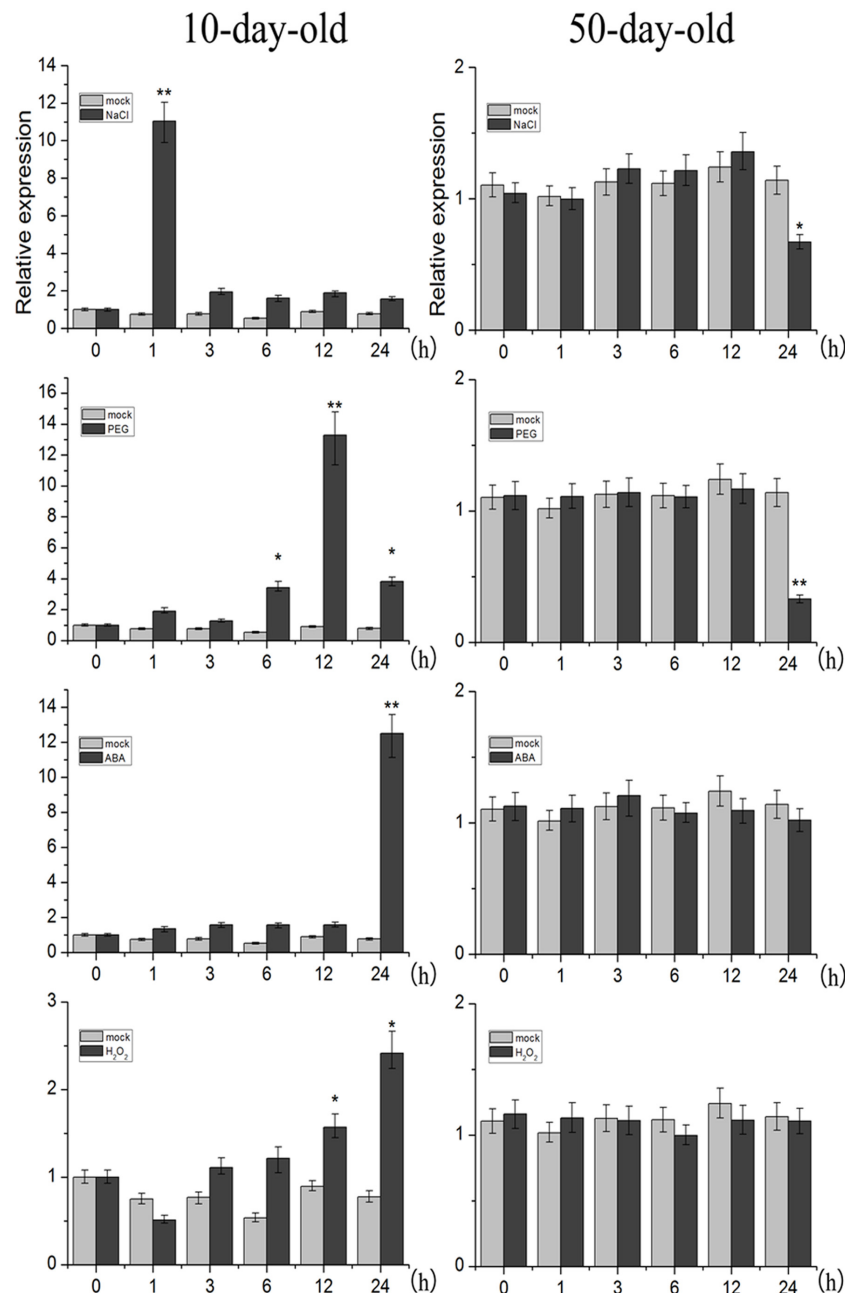 10-day-old 50-day-old
Relative expression
14
12
10
8
6
4
2
0
mock
NaCl
**
0 1 3 6 12 24 (h)
Relative expression
2
1
0
mock
NaCl
*
0 1 3 6 12 24 (h)
16
14
12
10
8
6
4
2
0
mock
PEG
*
**
*
0 1 3 6 12 24 (h)
2
1
0
mock
PEG
**
0 1 3 6 12 24 (h)
14
12
10
8
6
4
2
0
mock
ABA
**
0 1 3 6 12 24 (h)
2
1
0
mock
ABA
0 1 3 6 12 24 (h)
3
2
1
0
mock
H₂O₂
*
*
0 1 3 6 12 24 (h)
2
1
0
mock
H₂O₂
0 1 3 6 12 24 (h)